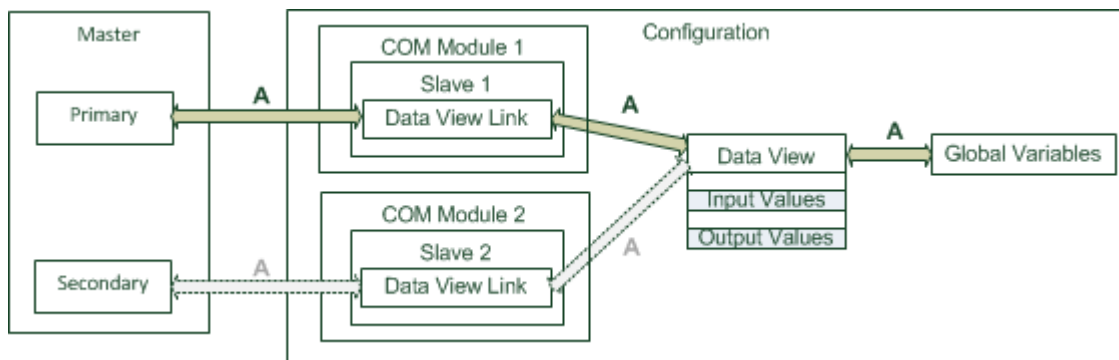 Master
Configuration
COM Module 1
Slave 1
Primary
A
Data View Link
A
A
Data View
Global Variables
Input Values
Output Values
COM Module 2
Slave 2
A
Secondary
A
Data View Link